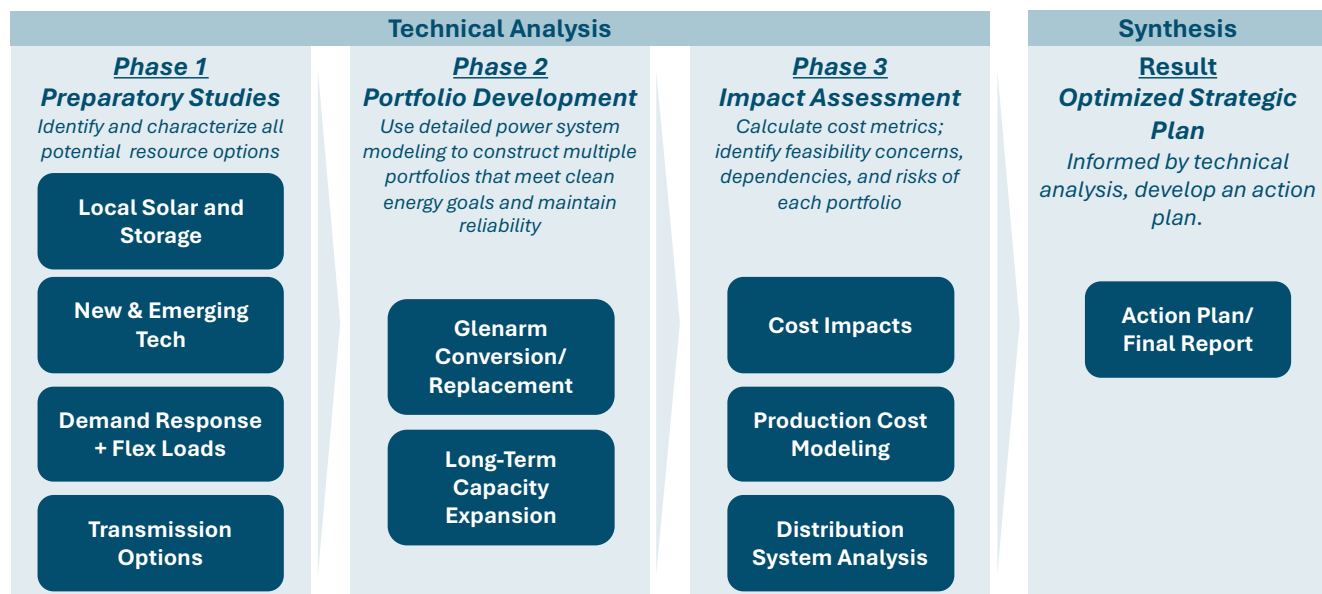 Technical Analysis
Phase 1
Preparatory Studies
Identify and characterize all
potential resource options
Local Solar and
Storage
New & Emerging
Tech
Demand Response
+ Flex Loads
Transmission
Options
Phase 2
Portfolio Development
Use detailed power system
modeling to construct multiple
portfolios that meet clean
energy goals and maintain
reliability
Glenarm
Conversion/
Replacement
Long-Term
Capacity
Expansion
Phase 3
Impact Assessment
Calculate cost metrics;
identify feasibility concerns,
dependencies, and risks of
each portfolio
Cost Impacts
Production Cost
Modeling
Distribution
System Analysis
Synthesis
Result
Optimized Strategic
Plan
Informed by technical
analysis, develop an action
plan.
Action Plan/
Final Report